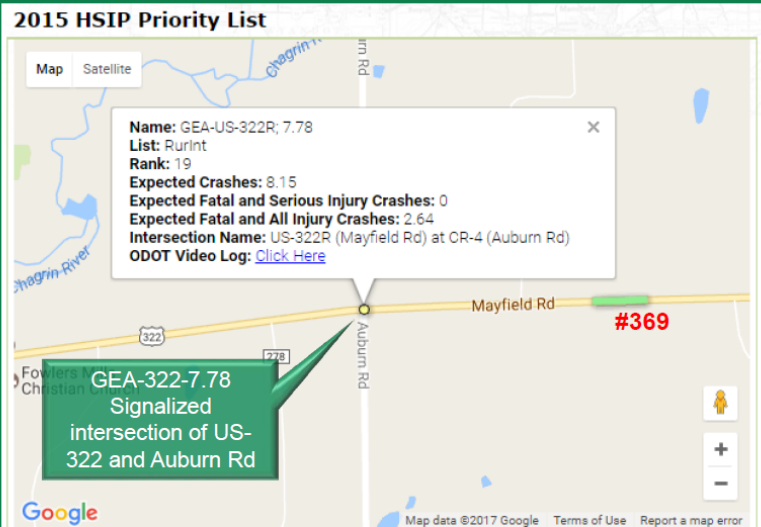 2015 HSIP Priority List
Map Satellite
Chagrin R
rn Rd
Name: GEA-US-322R; 7.78
List: RurInt
Rank: 19
Expected Crashes: 8.15
Expected Fatal and Serious Injury Crashes: 0
Expected Fatal and All Injury Crashes: 2.64
Intersection Name: US-322R (Mayfield Rd) at CR-4 (Auburn Rd)
ODOT Video Log: Click Here
×
Chagrin River
Mayfield Rd
#369
322
278
Auburn Rd
Fowlers Mill
Christian Church
GEA-322-7.78
Signalized
intersection of US-
322 and Auburn Rd
+
−
Google
Map data ©2017 Google Terms of Use Report a map error